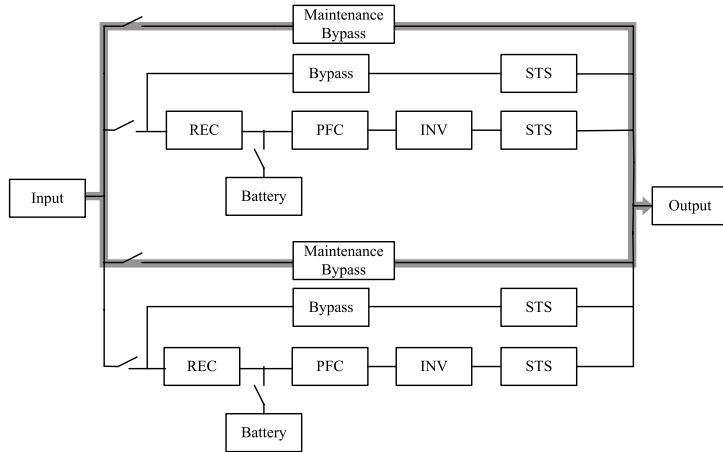 Maintenance
Bypass
Bypass
STS
REC
PFC
INV
STS
Battery
Input
Output
Maintenance
Bypass
Bypass
STS
REC
PFC
INV
STS
Battery